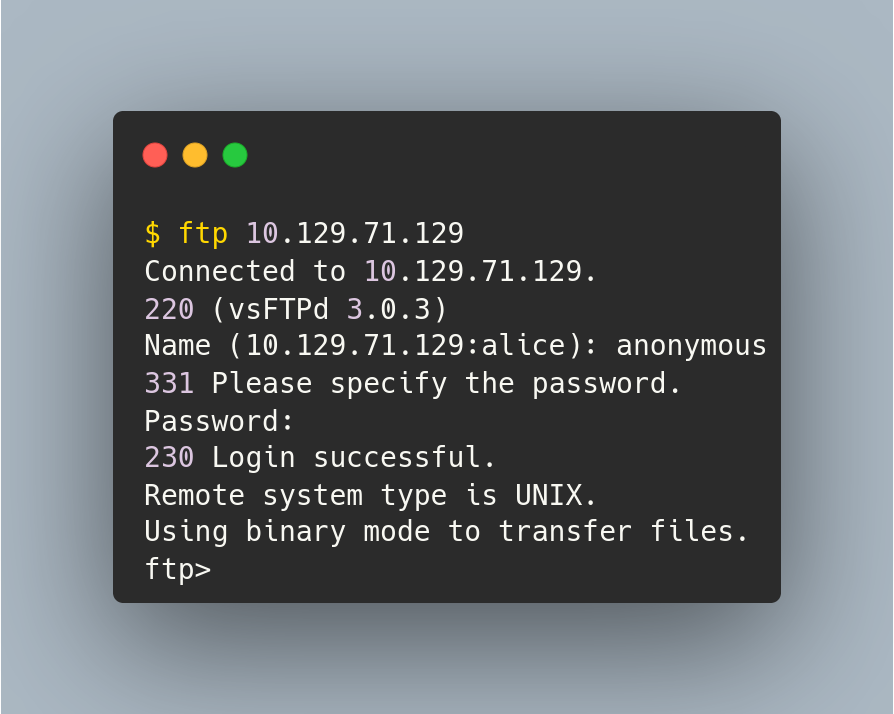 $ ftp 10.129.71.129
Connected to 10.129.71.129.
220 (vsFTPd 3.0.3)
Name (10.129.71.129:alice): anonymous
331 Please specify the password.
Password:
230 Login successful.
Remote system type is UNIX.
Using binary mode to transfer files.
ftp>